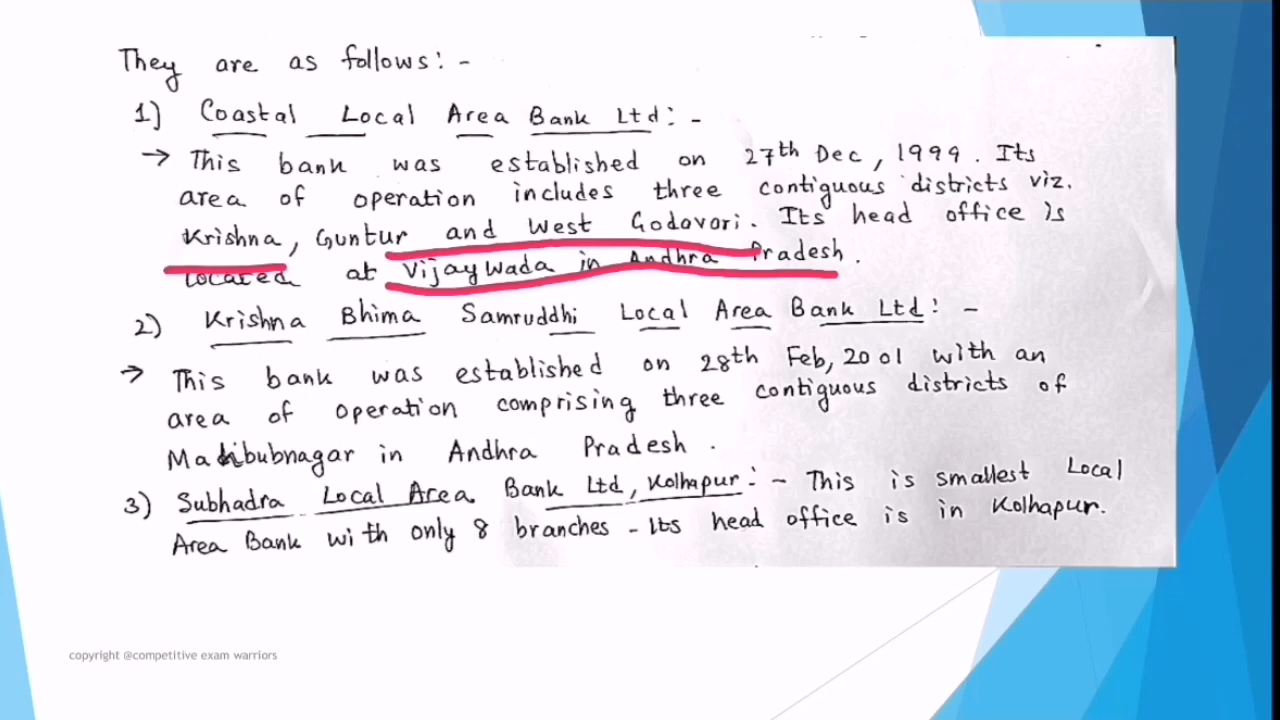 They are as follows: -
1) Coastal Local Area Bank Ltd: -
→ This bank was established on 27th Dec, 1999. Its
area of operation includes three contiguous districts viz.
Krishna, Guntur and West Godavori. Its head office is
located at Vijaywada in Andhra Pradesh.
2) Krishna Bhima Samruddhi Local Area Bank Ltd: -
→ This bank was established on 28th Feb, 2001 with an
area of operation comprising three contiguous districts of
Mahbubnagar in Andhra Pradesh.
3) Subhadra Local Area Bank Ltd, Kolhapur: - This is smallest Local
Area Bank with only 8 branches - Its head office is in Kolhapur.
copyright @competitive exam warriors